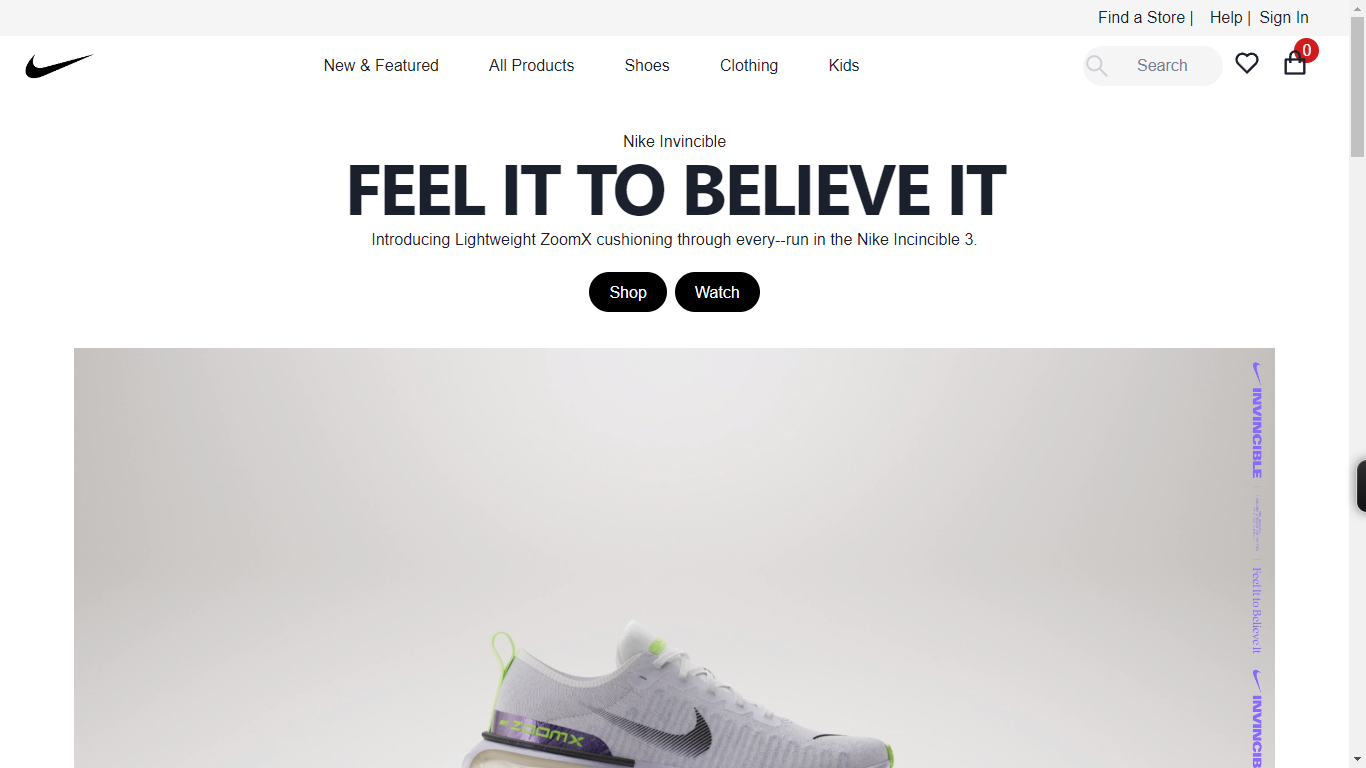 Find a Store | Help | Sign In
New & Featured All Products Shoes Clothing Kids Search 0
Nike Invincible
FEEL IT TO BELIEVE IT
Introducing Lightweight ZoomX cushioning through every--run in the Nike Incincible 3.
Shop Watch
INVINCIBLE
Feel It to Believe It
INVINCIB
ZOOMX